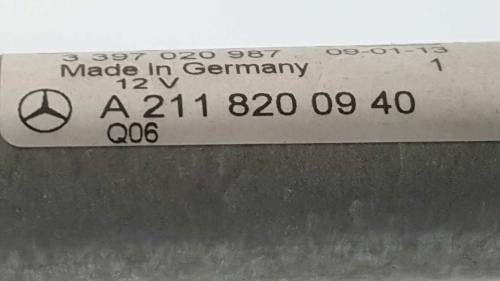 3 397 020 987 09-01-13
Made in Germany 1
12 V
A 211 820 09 40
Q06